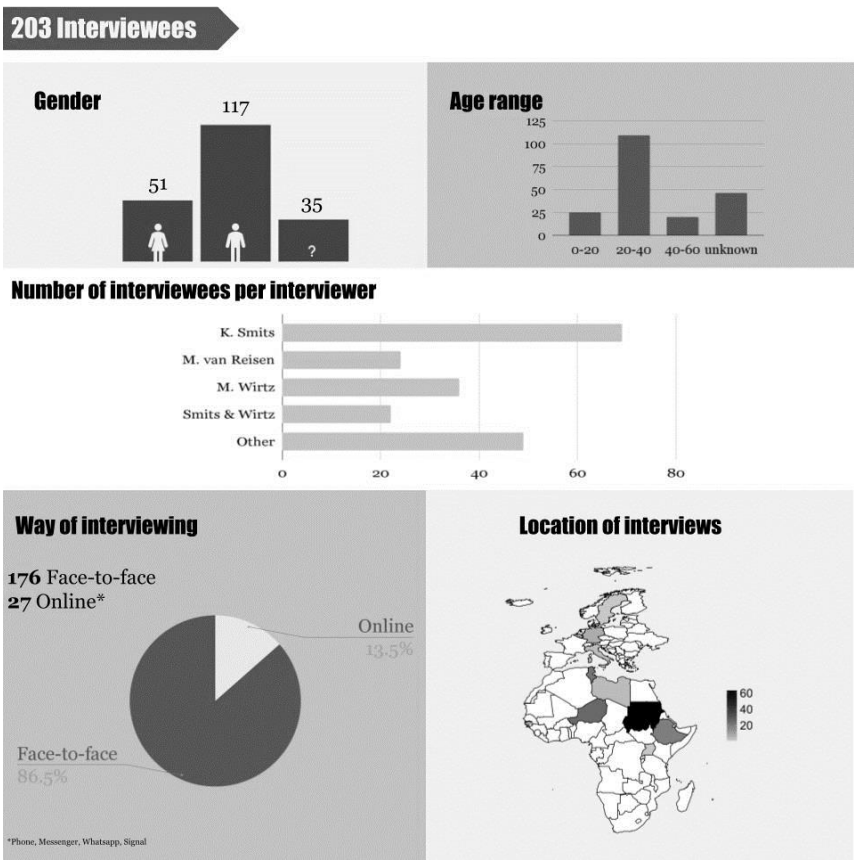 203 Interviewees
Gender
51
117
35
?
Age range
125
100
75
50
25
0
0-20 20-40 40-60 unknown
Number of interviewees per interviewer
K. Smits
M. van Reisen
M. Wirtz
Smits & Wirtz
Other
0 20 40 60 80
Way of interviewing
176 Face-to-face
27 Online*
Online
13.5%
Face-to-face
86.5%
*Phone, Messenger, Whatsapp, Signal
Location of interviews
60
40
20